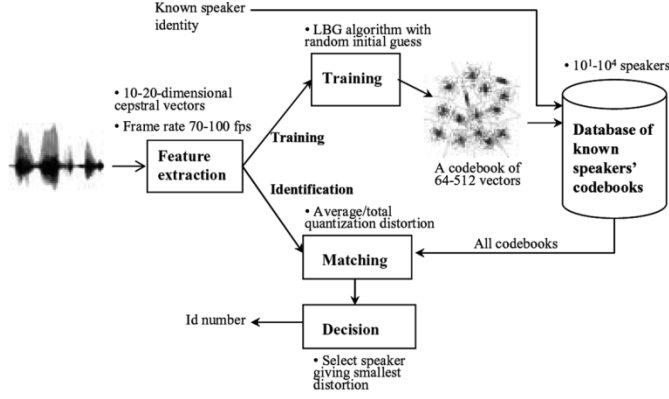 Known speaker
identity
• LBG algorithm with
random initial guess
Training
• 10¹-10⁴ speakers
• 10-20-dimensional
cepstral vectors
• Frame rate 70-100 fps
Feature
extraction
Training
Identification
A codebook of
64-512 vectors
Database of
known
speakers'
codebooks
• Average/total
quantization distortion
Matching
All codebooks
Id number
Decision
• Select speaker
giving smallest
distortion